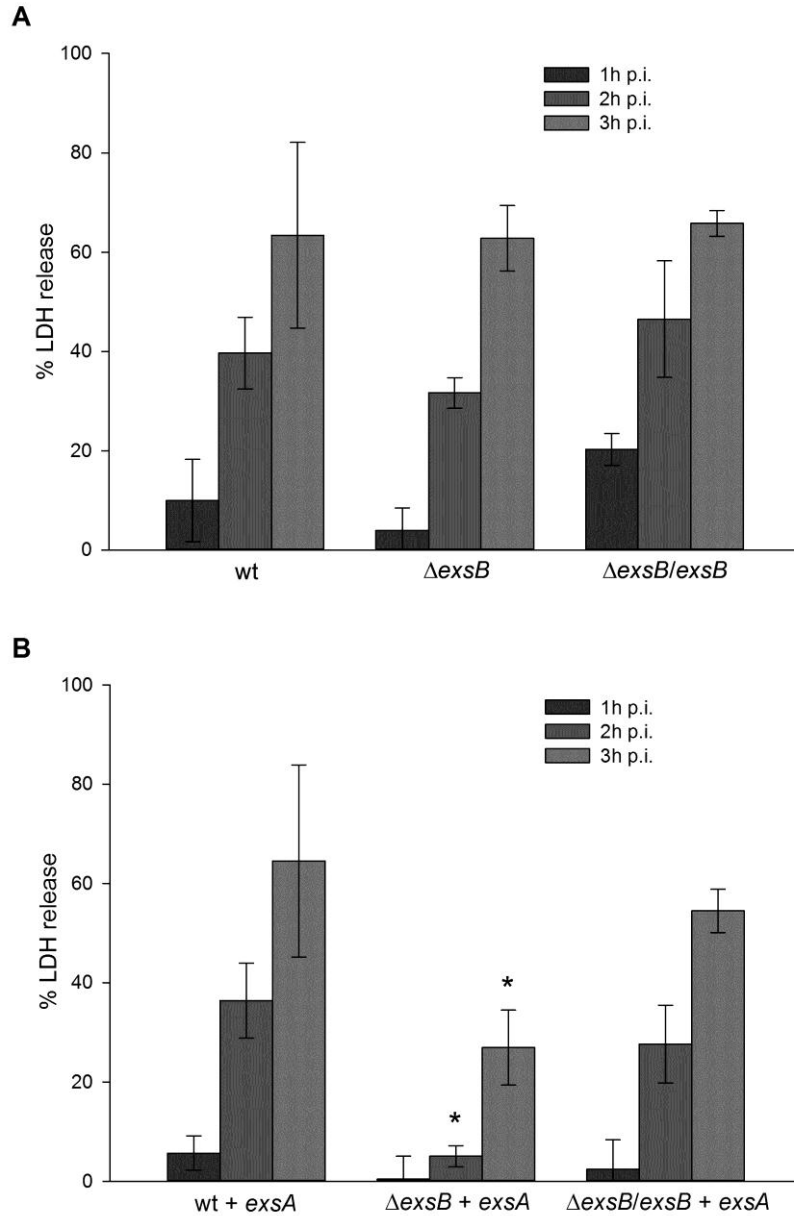 A
100
80
60
40
20
0
% LDH release
1h p.i.
2h p.i.
3h p.i.
wt
ΔexsB
ΔexsB/exsB
B
100
80
60
40
20
0
% LDH release
1h p.i.
2h p.i.
3h p.i.
*
*
wt + exsA
ΔexsB + exsA
ΔexsB/exsB + exsA